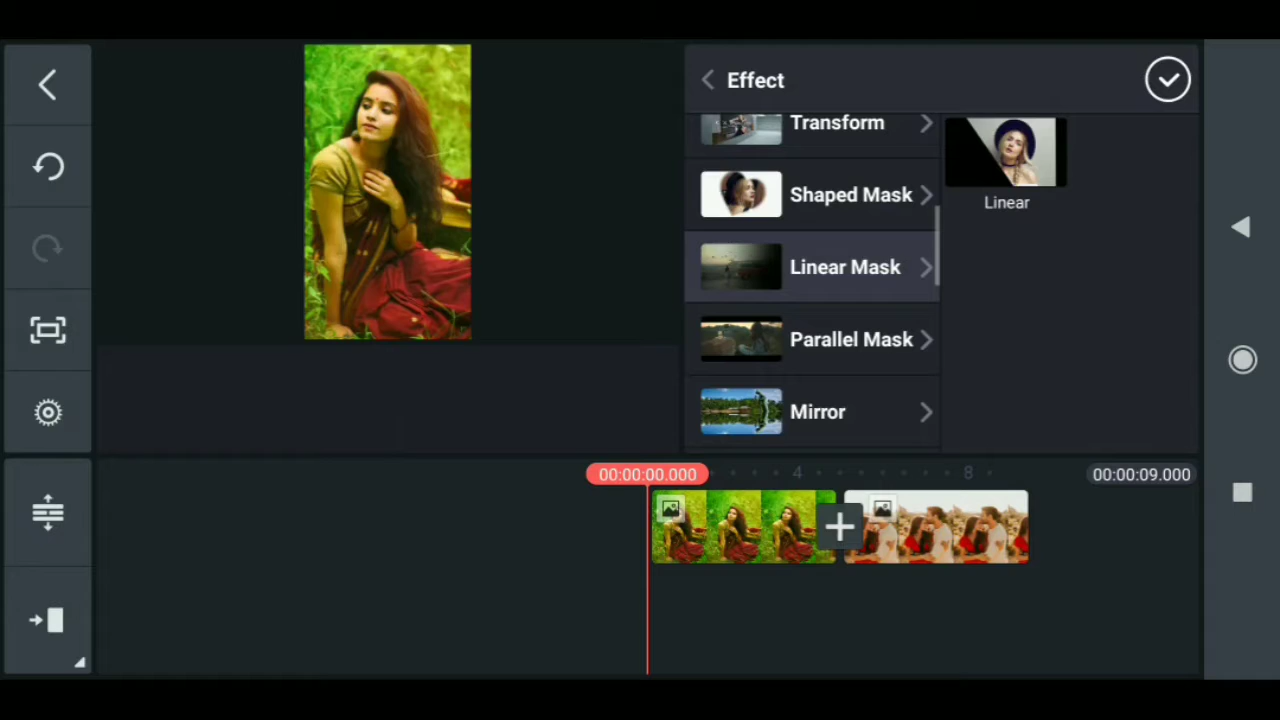 Effect
Transform
Shaped Mask
Linear Mask
Parallel Mask
Mirror
Linear
00:00:00.000
4
8
00:00:09.000